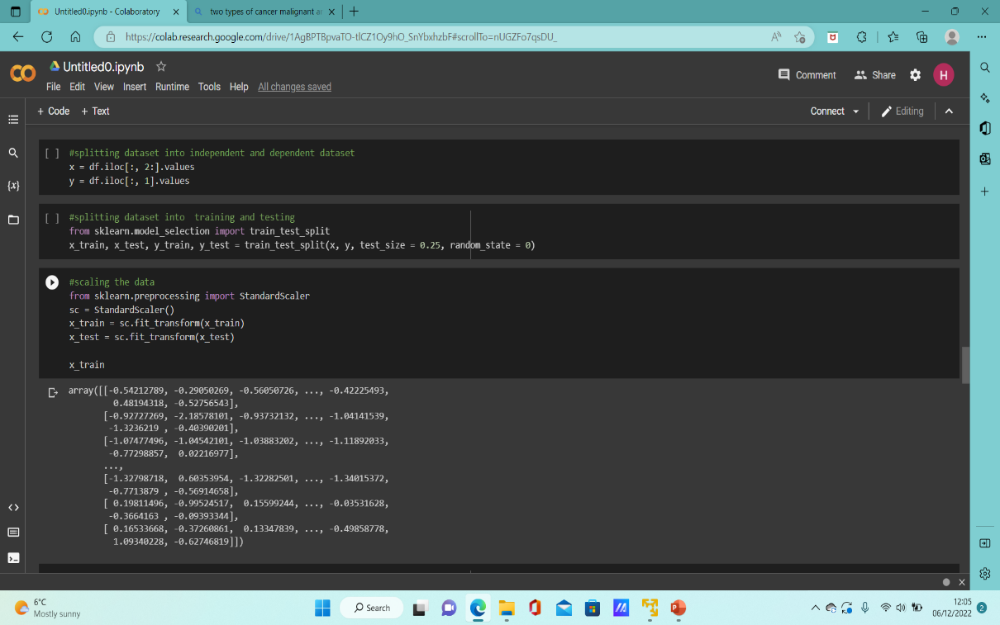 Untitled0.ipynb - Colaboratory
two types of cancer malignant an
https://colab.research.google.com/drive/1AgBPTBpvaTO-tlCZ1Oy9hO_SnYbxhzbF#scrollTo=nUGZFo7qsDU_
Untitled0.ipynb
File Edit View Insert Runtime Tools Help All changes saved
Comment Share H
+ Code + Text
Connect Editing
[ ] #splitting dataset into independent and dependent dataset
x = df.iloc[:, 2:].values
y = df.iloc[:, 1].values
[ ] #splitting dataset into training and testing
from sklearn.model_selection import train_test_split
x_train, x_test, y_train, y_test = train_test_split(x, y, test_size = 0.25, random_state = 0)
#scaling the data
from sklearn.preprocessing import StandardScaler
sc = StandardScaler()
x_train = sc.fit_transform(x_train)
x_test = sc.fit_transform(x_test)
x_train
array([[-0.54212789, -0.29050269, -0.56050726, ..., -0.42225493,
0.48194318, -0.52756543],
[-0.92727269, -2.18578101, -0.93732132, ..., -1.04141539,
-1.3236219 , -0.40390201],
[-1.07477496, -1.04542101, -1.03883202, ..., -1.11892033,
-0.77298857, 0.02216977],
...,
[-1.32798718, 0.60353954, -1.32282501, ..., -1.34015372,
-0.7713879 , -0.56914658],
[ 0.19811496, -0.99524517, 0.15599244, ..., -0.03531628,
-0.3664163 , -0.09393344],
[ 0.16533668, -0.37260861, 0.13347839, ..., -0.49858778,
1.09340228, -0.62746819]])
6°C
Mostly sunny
Search
12:05
06/12/2022
2